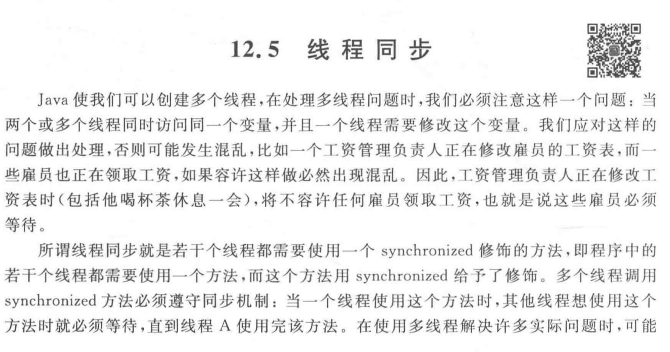 12.5 线程同步
Java 使我们可以创建多个线程,在处理多线程问题时,我们必须注意这样一个问题：当
两个或多个线程同时访问同一个变量,并且一个线程需要修改这个变量。我们应对这样的
问题做出处理,否则可能发生混乱,比如一个工资管理负责人正在修改雇员的工资表,而一
些雇员也正在领取工资,如果容许这样做必然出现混乱。因此,工资管理负责人正在修改工
资表时(包括他喝杯茶休息一会),将不容许任何雇员领取工资,也就是说这些雇员必须
等待。
所谓线程同步就是若干个线程都需要使用一个 synchronized 修饰的方法,即程序中的
若干个线程都需要使用一个方法,而这个方法用 synchronized 给予了修饰。多个线程调用
synchronized 方法必须遵守同步机制：当一个线程使用这个方法时,其他线程想使用这个
方法时就必须等待,直到线程 A 使用完该方法。在使用多线程解决许多实际问题时,可能